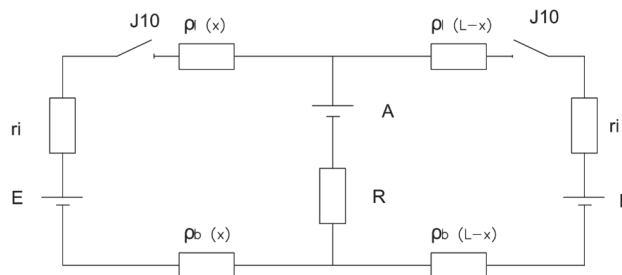 J10
ρl (x)
ρl (L-x)
J10
ri
A
ri
E
R
ρb (x)
ρb (L-x)